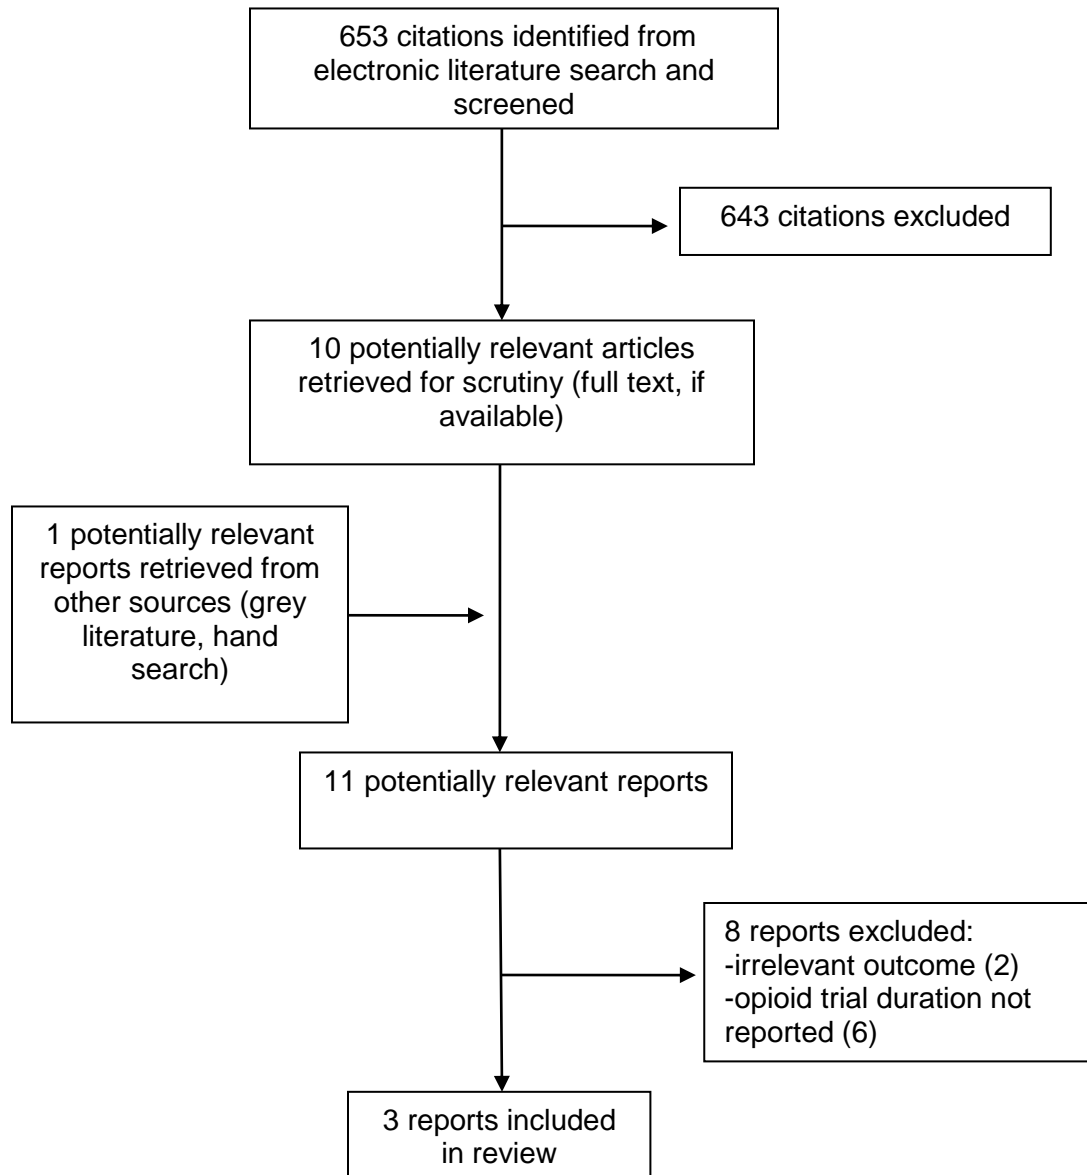 653 citations identified from
electronic literature search and
screened
643 citations excluded
10 potentially relevant articles
retrieved for scrutiny (full text, if
available)
1 potentially relevant
reports retrieved from
other sources (grey
literature, hand
search)
11 potentially relevant reports
8 reports excluded:
-irrelevant outcome (2)
-opioid trial duration not
reported (6)
3 reports included
in review